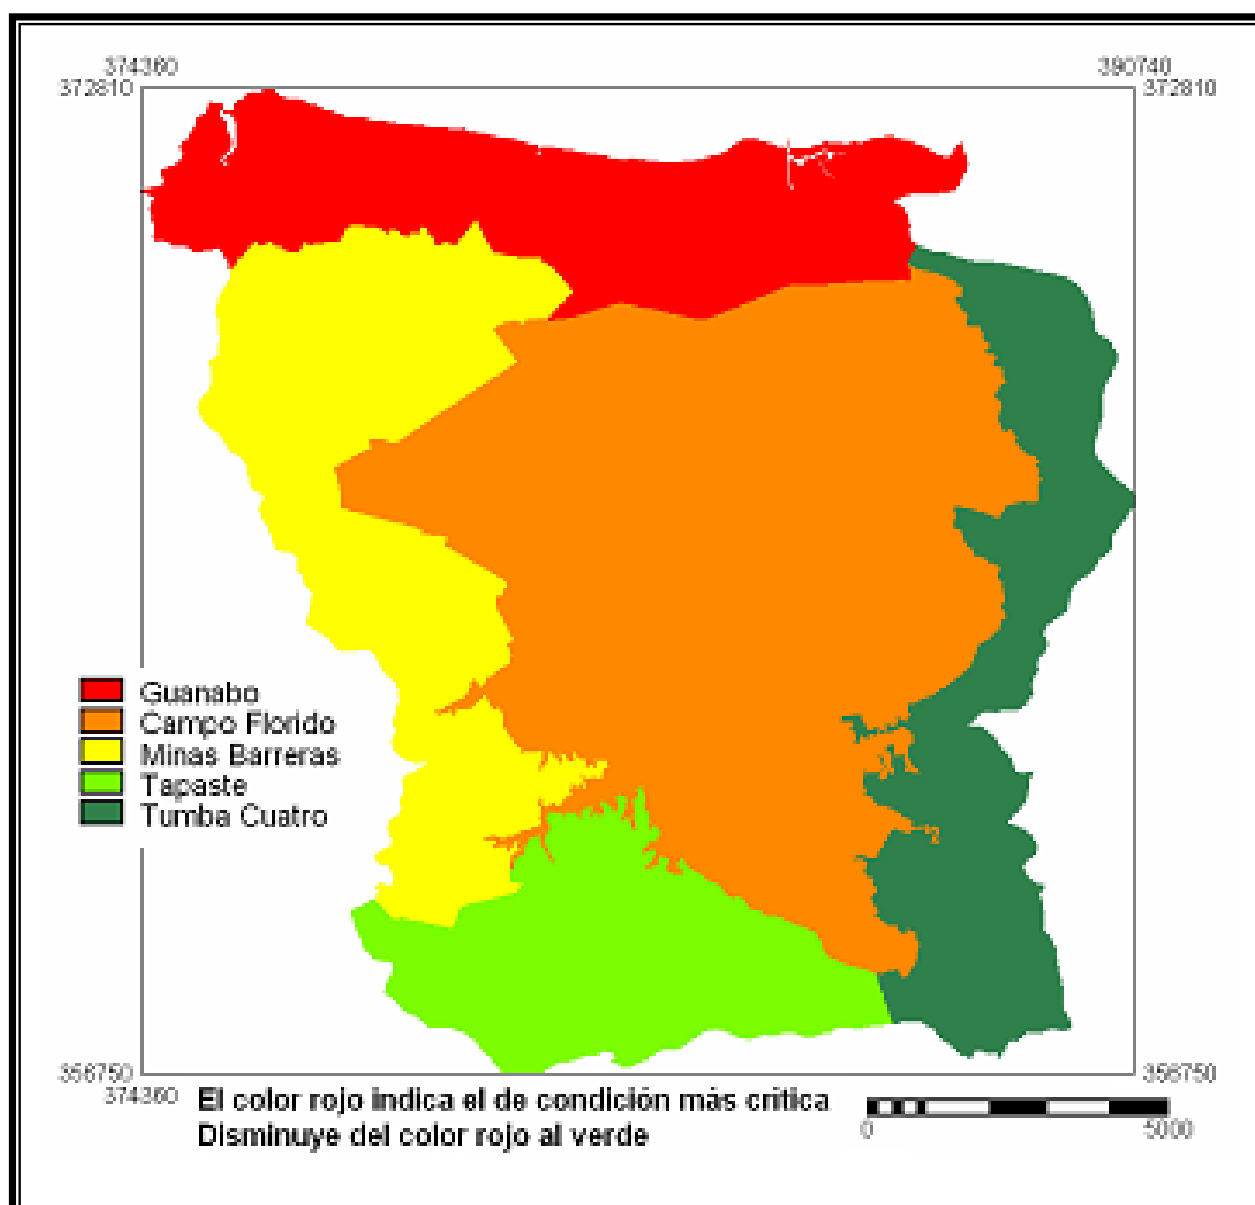 374360 390740
372810 372810
Guanabo
Campo Florido
Minas Barreras
Tapaste
Tumba Cuatro
356750 356750
374360
El color rojo indica el de condición más crítica
Disminuye del color rojo al verde
0 5000